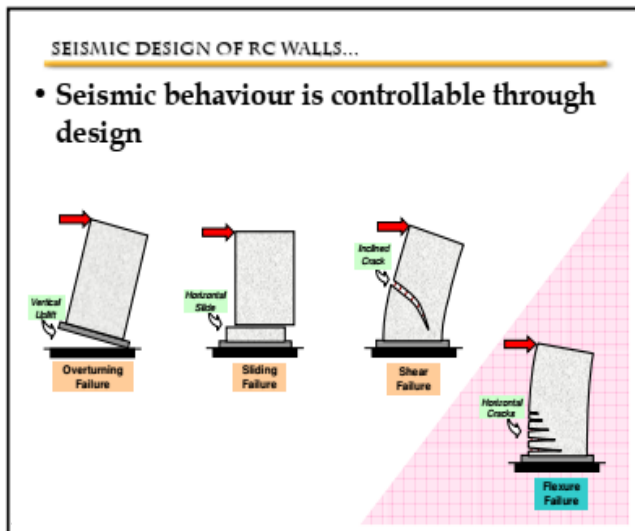 SEISMIC DESIGN OF RC WALLS...
• Seismic behaviour is controllable through
design
Vertical
Uplift
Overturning
Failure
Horizontal
Slide
Sliding
Failure
Inclined
Crack
Shear
Failure
Horizontal
Cracks
Flexure
Failure